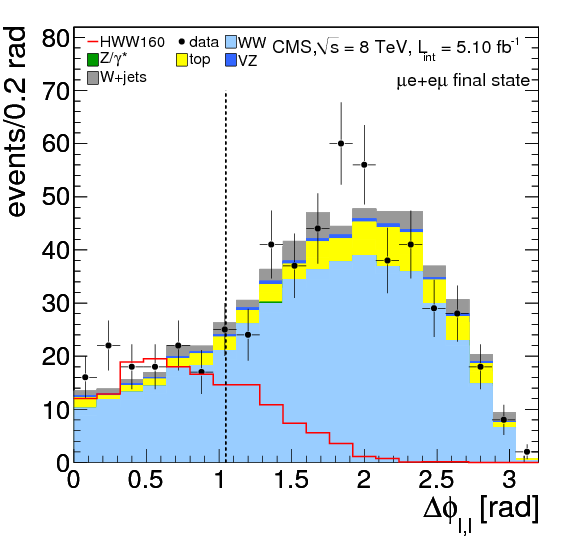 80
70
60
50
40
30
20
10
0
events/0.2 rad
HWW160
data
WW
Z/γ*
top
VZ
W+jets
CMS,√s = 8 TeV, L_int = 5.10 fb⁻¹
μe+eμ final state
0 0.5 1 1.5 2 2.5 3
Δϕ_l,l [rad]